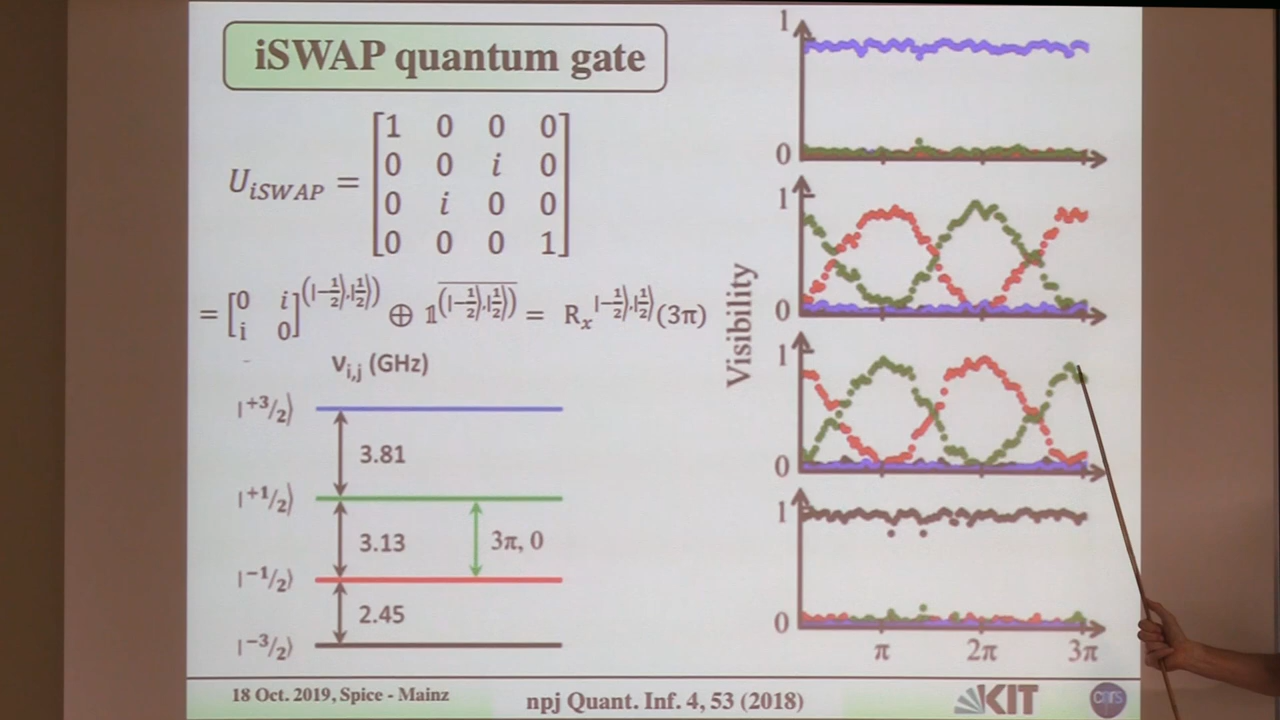 iSWAP quantum gate
U_iSWAP = [1 0 0 0
0 0 i 0
0 i 0 0
0 0 0 1]
= [0 i
i 0]^(|-1/2⟩,|1/2⟩) ⊕ 𝟙^(|-1/2⟩,|1/2⟩) = R_x^|-1/2⟩,|1/2⟩(3π)
ν_i,j (GHz)
|+3/2⟩
3.81
|+1/2⟩
3.13
3π, 0
|-1/2⟩
2.45
|-3/2⟩
Visibility
1
0
1
0
1
0
1
0
π 2π 3π
18 Oct. 2019, Spice - Mainz
npj Quant. Inf. 4, 53 (2018)
KIT
cnrs